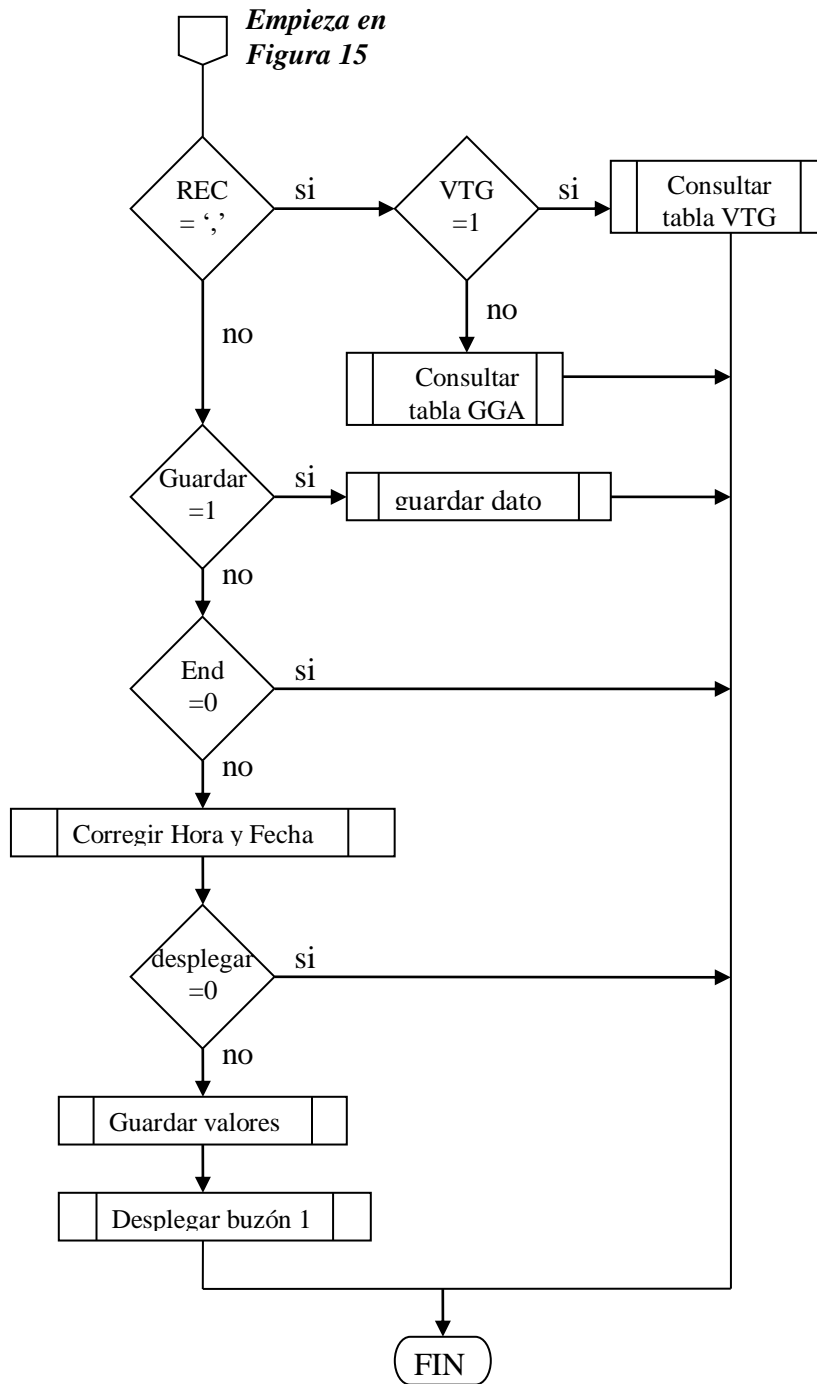 Empieza en
Figura 15
REC
= ‘,’
si
VTG
=1
si
Consultar
tabla VTG
no
no
Consultar
tabla GGA
Guardar
=1
si
guardar dato
no
End
=0
si
no
Corregir Hora y Fecha
desplegar
=0
si
no
Guardar valores
Desplegar buzón 1
FIN